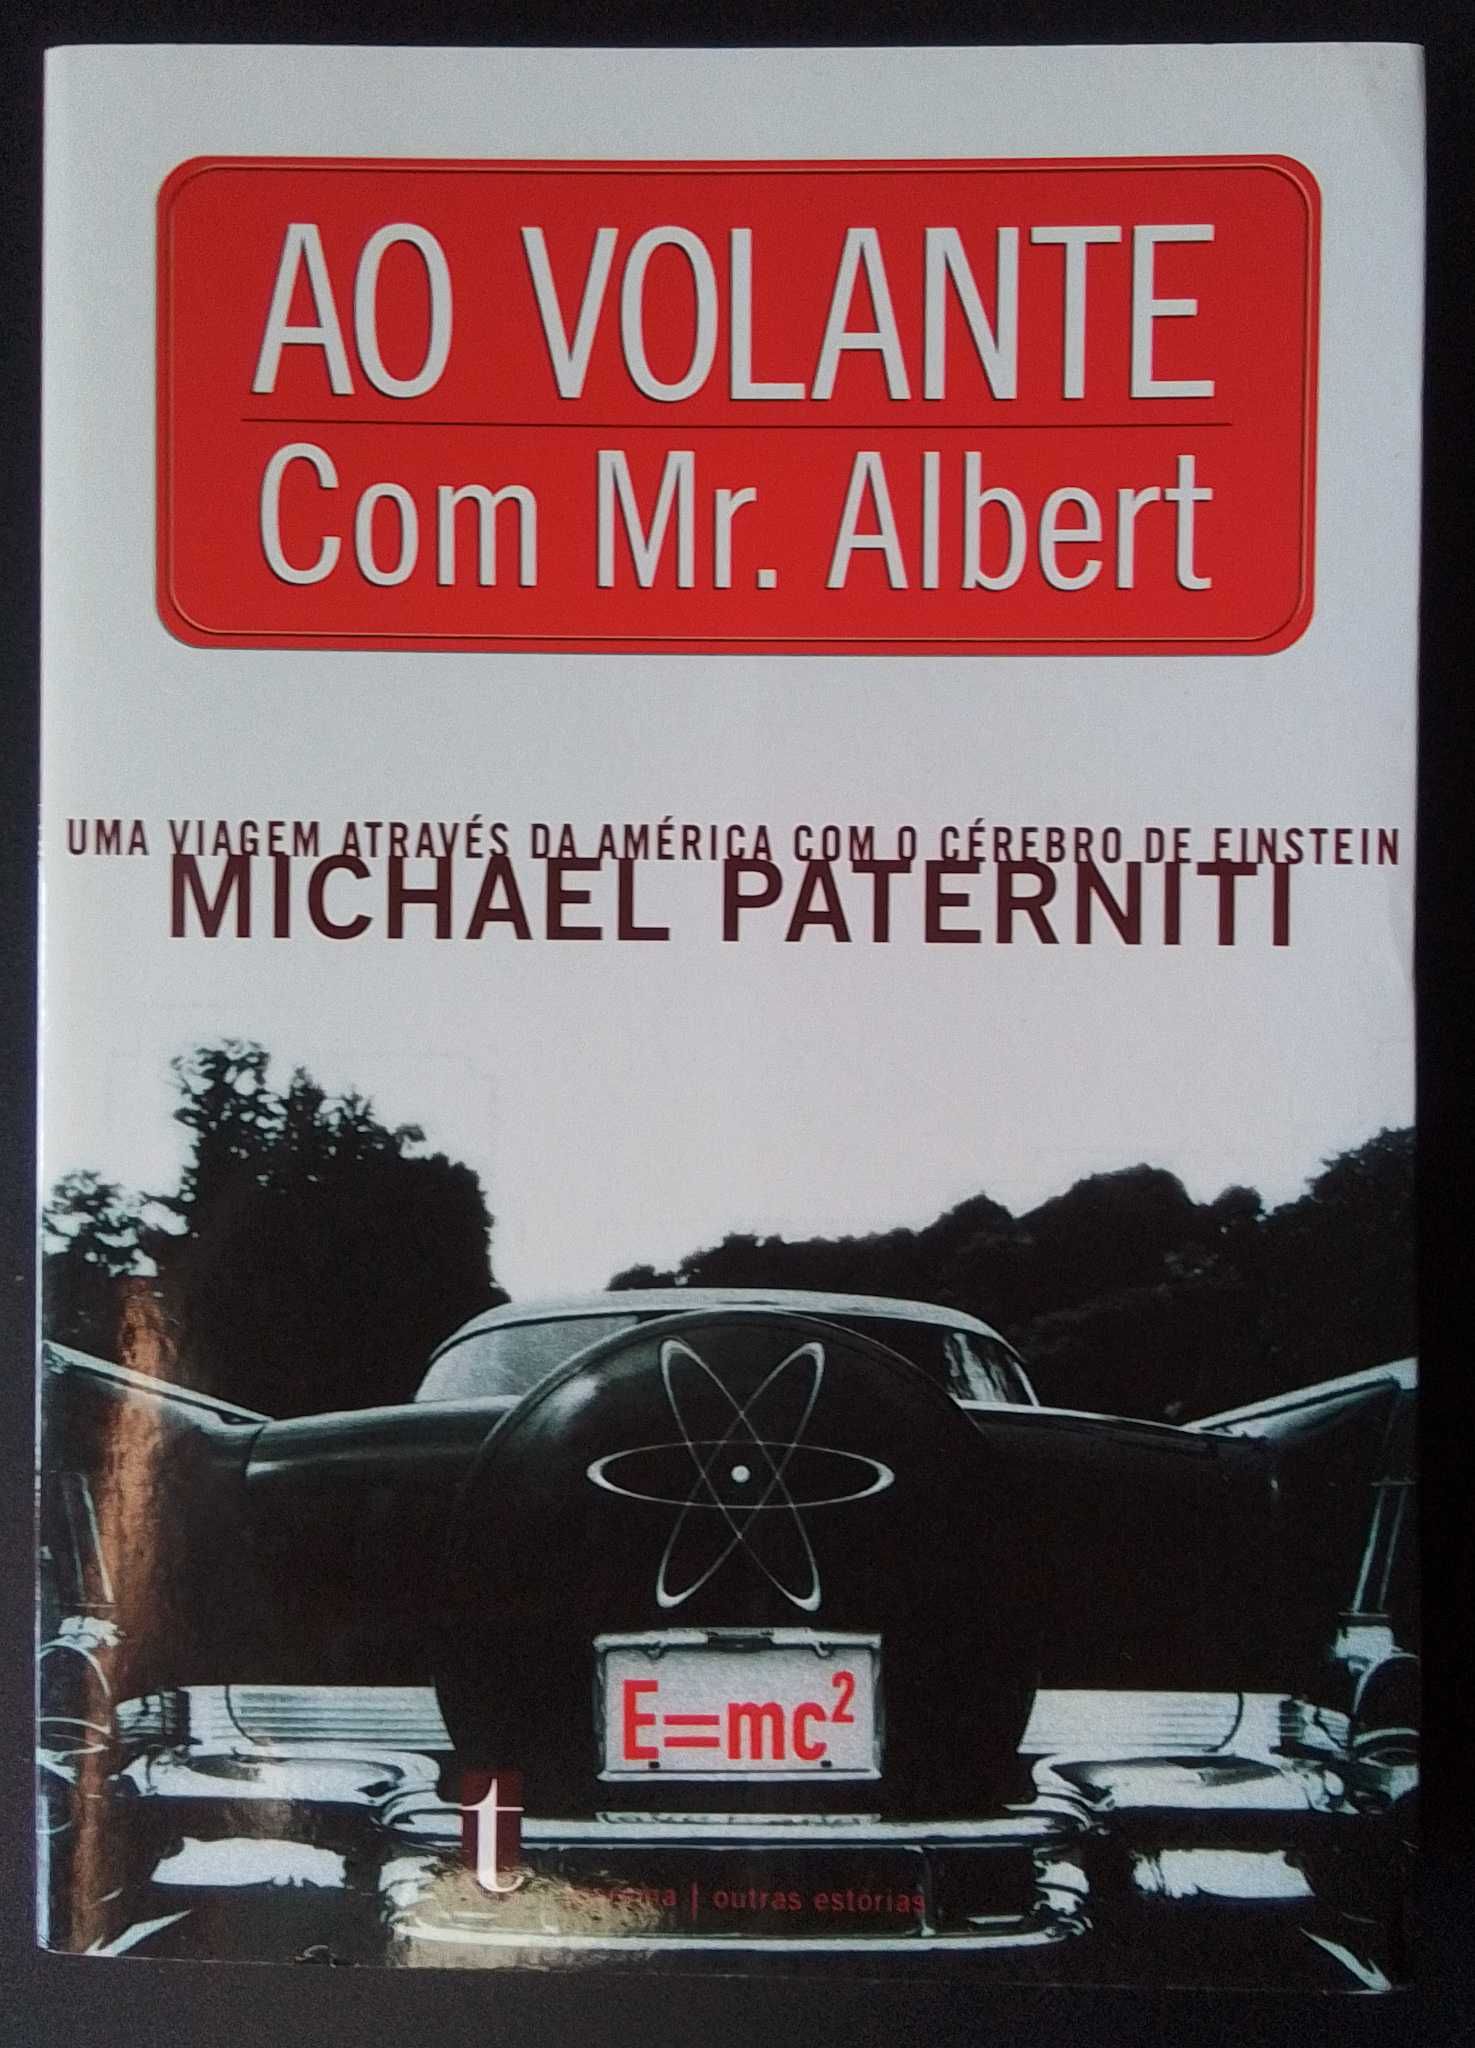 AO VOLANTE
Com Mr. Albert
UMA VIAGEM ATRAVÉS DA AMÉRICA COM O CÉREBRO DE EINSTEIN
MICHAEL PATERNITI
E=mc²
t
| outras estórias